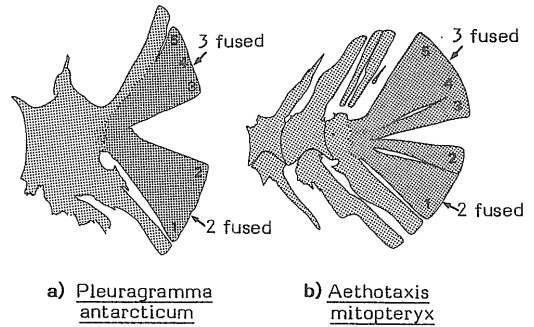 5
4
3
3 fused
2
1
2 fused
5
4
3
3 fused
2
1
2 fused
a) Pleuragramma
antarcticum
b) Aethotaxis
mitopteryx